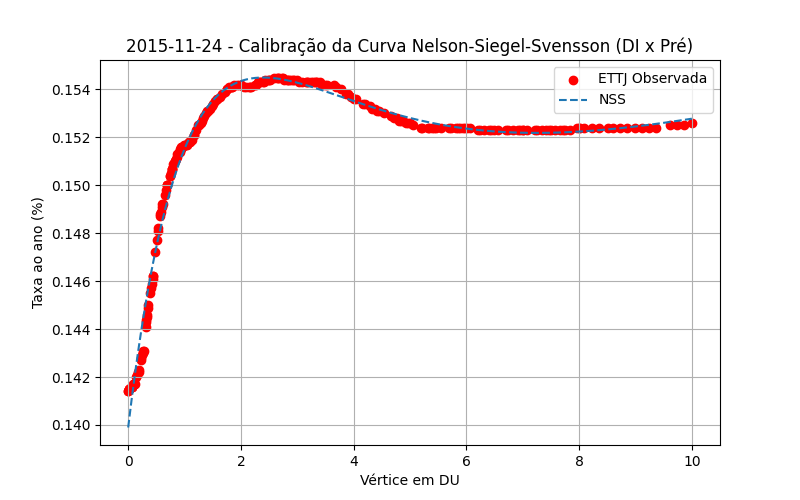 2015-11-24 - Calibração da Curva Nelson-Siegel-Svensson (DI x Pré)
ETTJ Observada
NSS
Taxa ao ano (%)
0.154
0.152
0.150
0.148
0.146
0.144
0.142
0.140
0 2 4 6 8 10
Vértice em DU